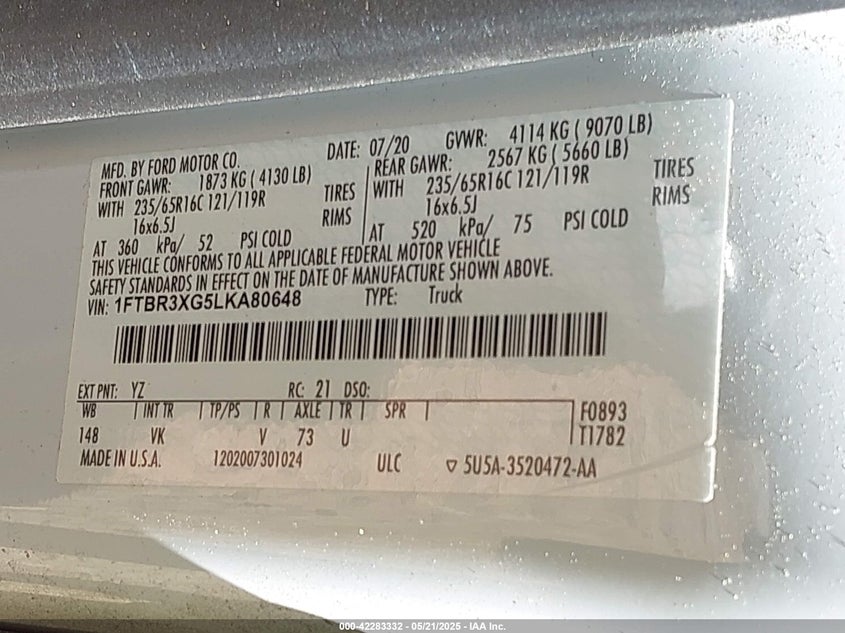 MFD. BY FORD MOTOR CO. DATE: 07/20 GVWR: 4114 KG ( 9070 LB)
FRONT GAWR: 1873 KG ( 4130 LB) REAR GAWR: 2567 KG ( 5660 LB)
WITH 235/65R16C 121/119R TIRES WITH 235/65R16C 121/119R TIRES
16x6.5J RIMS 16x6.5J RIMS
AT 360 kPa/ 52 PSI COLD AT 520 kPa/ 75 PSI COLD
THIS VEHICLE CONFORMS TO ALL APPLICABLE FEDERAL MOTOR VEHICLE
SAFETY STANDARDS IN EFFECT ON THE DATE OF MANUFACTURE SHOWN ABOVE.
VIN: 1FTBR3XG5LKA80648 TYPE: Truck
EXT PNT: YZ RC: 21 DSO:
WB | INT TR | TP/PS | R | AXLE | TR | SPR | F0893
148 VK V 73 U T1782
MADE IN U.S.A. 1202007301024 ULC ▽ 5U5A-3520472-AA
000-42283332 - 05/21/2025 - IAA Inc.